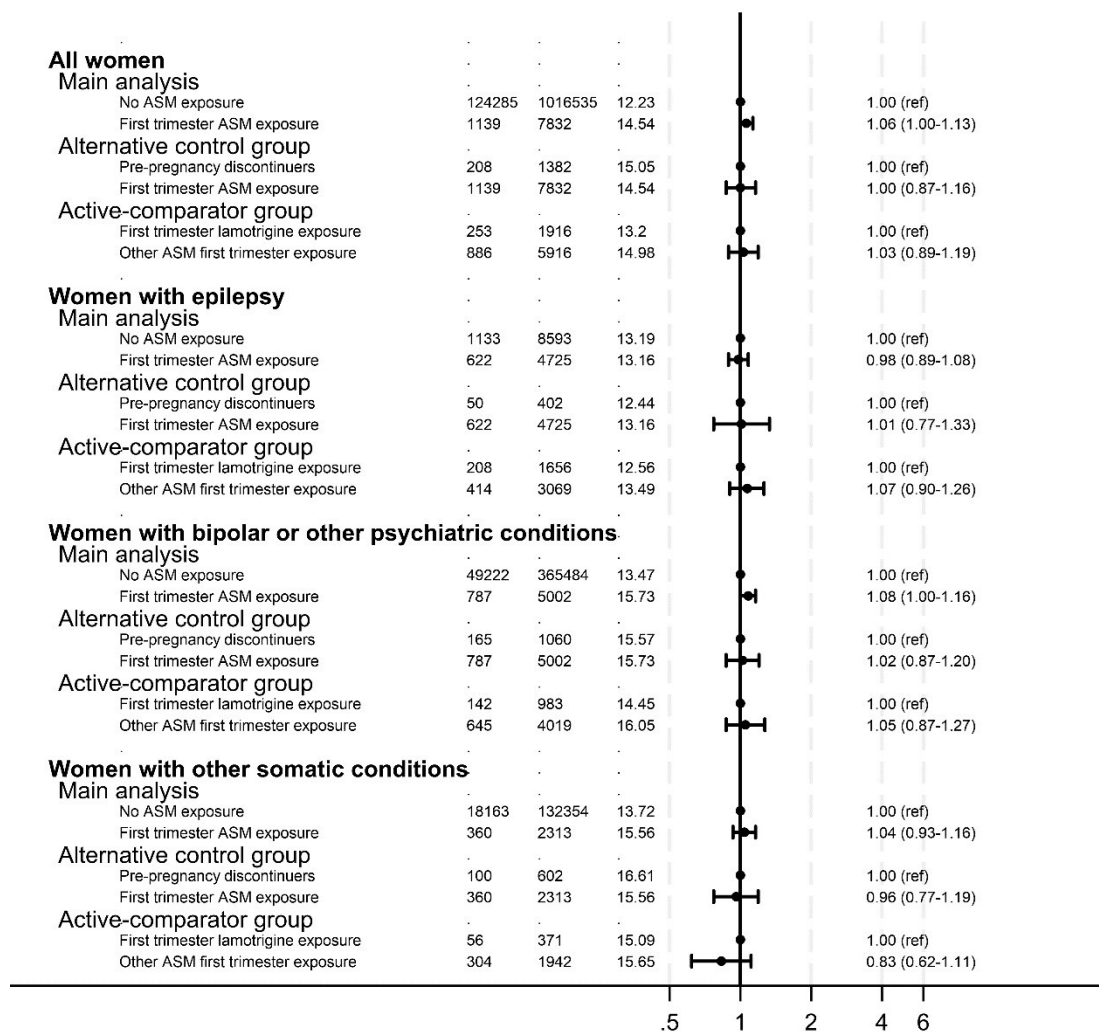 All women
Main analysis
No ASM exposure 124285 1016535 12.23 1.00 (ref)
First trimester ASM exposure 1139 7832 14.54 1.06 (1.00-1.13)
Alternative control group
Pre-pregnancy discontinuers 208 1382 15.05 1.00 (ref)
First trimester ASM exposure 1139 7832 14.54 1.00 (0.87-1.16)
Active-comparator group
First trimester lamotrigine exposure 253 1916 13.2 1.00 (ref)
Other ASM first trimester exposure 886 5916 14.98 1.03 (0.89-1.19)
Women with epilepsy
Main analysis
No ASM exposure 1133 8593 13.19 1.00 (ref)
First trimester ASM exposure 622 4725 13.16 0.98 (0.89-1.08)
Alternative control group
Pre-pregnancy discontinuers 50 402 12.44 1.00 (ref)
First trimester ASM exposure 622 4725 13.16 1.01 (0.77-1.33)
Active-comparator group
First trimester lamotrigine exposure 208 1656 12.56 1.00 (ref)
Other ASM first trimester exposure 414 3069 13.49 1.07 (0.90-1.26)
Women with bipolar or other psychiatric conditions
Main analysis
No ASM exposure 49222 365484 13.47 1.00 (ref)
First trimester ASM exposure 787 5002 15.73 1.08 (1.00-1.16)
Alternative control group
Pre-pregnancy discontinuers 165 1060 15.57 1.00 (ref)
First trimester ASM exposure 787 5002 15.73 1.02 (0.87-1.20)
Active-comparator group
First trimester lamotrigine exposure 142 983 14.45 1.00 (ref)
Other ASM first trimester exposure 645 4019 16.05 1.05 (0.87-1.27)
Women with other somatic conditions
Main analysis
No ASM exposure 18163 132354 13.72 1.00 (ref)
First trimester ASM exposure 360 2313 15.56 1.04 (0.93-1.16)
Alternative control group
Pre-pregnancy discontinuers 100 602 16.61 1.00 (ref)
First trimester ASM exposure 360 2313 15.56 0.96 (0.77-1.19)
Active-comparator group
First trimester lamotrigine exposure 56 371 15.09 1.00 (ref)
Other ASM first trimester exposure 304 1942 15.65 0.83 (0.62-1.11)
.5 1 2 4 6